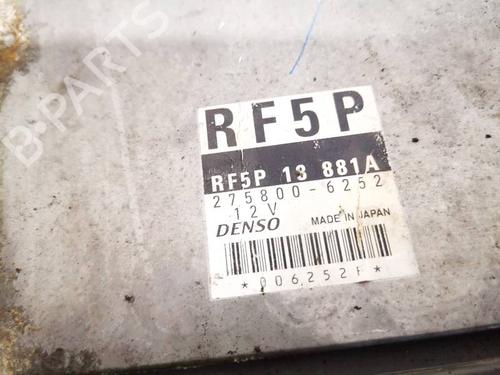 B-PARTS
RF5P
RF5P 13 881A
275800-6252
12V
DENSO MADE IN JAPAN
*006252F*